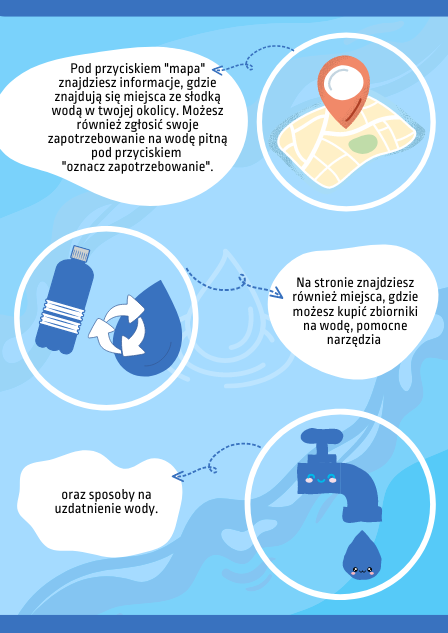 Pod przyciskiem "mapa"
znajdziesz informacje, gdzie
znajdują się miejsca ze słodką
wodą w twojej okolicy. Możesz
również zgłosić swoje
zapotrzebowanie na wodę pitną
pod przyciskiem
"oznacz zapotrzebowanie".
Na stronie znajdziesz
również miejsca, gdzie
możesz kupić zbiorniki
na wodę, pomocne
narzędzia
oraz sposoby na
uzdatnienie wody.